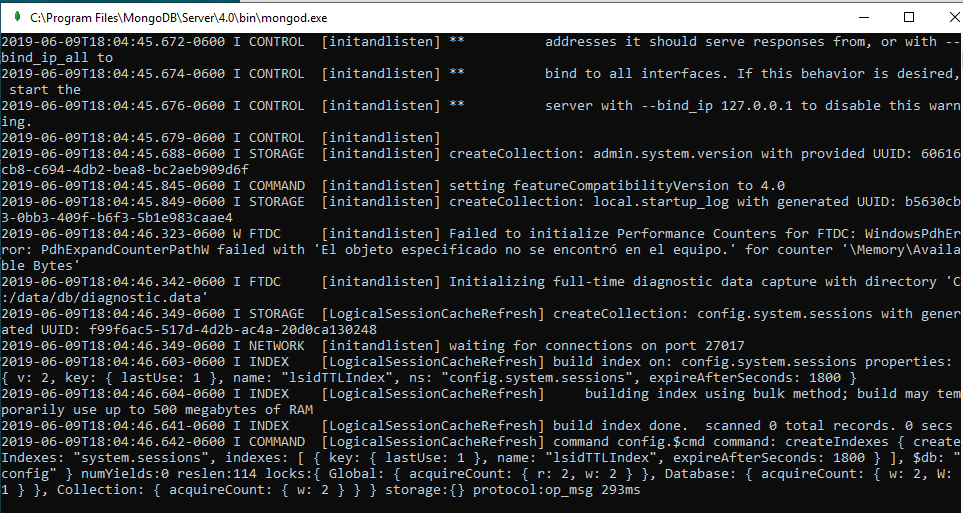 C:\Program Files\MongoDB\Server\4.0\bin\mongod.exe
2019-06-09T18:04:45.672-0600 I CONTROL  [initandlisten] **          addresses it should serve responses from, or with --
bind_ip_all to
2019-06-09T18:04:45.674-0600 I CONTROL  [initandlisten] **          bind to all interfaces. If this behavior is desired,
 start the
2019-06-09T18:04:45.676-0600 I CONTROL  [initandlisten] **          server with --bind_ip 127.0.0.1 to disable this warn
ing.
2019-06-09T18:04:45.679-0600 I CONTROL  [initandlisten]
2019-06-09T18:04:45.688-0600 I STORAGE  [initandlisten] createCollection: admin.system.version with provided UUID: 60616
cb8-c694-4db2-bea8-bc2aeb909d6f
2019-06-09T18:04:45.845-0600 I COMMAND  [initandlisten] setting featureCompatibilityVersion to 4.0
2019-06-09T18:04:45.849-0600 I STORAGE  [initandlisten] createCollection: local.startup_log with generated UUID: b5630cb
3-0bb3-409f-b6f3-5b1e983caae4
2019-06-09T18:04:46.323-0600 W FTDC     [initandlisten] Failed to initialize Performance Counters for FTDC: WindowsPdhEr
ror: PdhExpandCounterPathW failed with 'El objeto especificado no se encontró en el equipo.' for counter '\Memory\Availa
ble Bytes'
2019-06-09T18:04:46.342-0600 I FTDC     [initandlisten] Initializing full-time diagnostic data capture with directory 'C
:/data/db/diagnostic.data'
2019-06-09T18:04:46.349-0600 I STORAGE  [LogicalSessionCacheRefresh] createCollection: config.system.sessions with gener
ated UUID: f99f6ac5-517d-4d2b-ac4a-20d0ca130248
2019-06-09T18:04:46.349-0600 I NETWORK  [initandlisten] waiting for connections on port 27017
2019-06-09T18:04:46.603-0600 I INDEX    [LogicalSessionCacheRefresh] build index on: config.system.sessions properties:
{ v: 2, key: { lastUse: 1 }, name: "lsidTTLIndex", ns: "config.system.sessions", expireAfterSeconds: 1800 }
2019-06-09T18:04:46.604-0600 I INDEX    [LogicalSessionCacheRefresh]     building index using bulk method; build may tem
porarily use up to 500 megabytes of RAM
2019-06-09T18:04:46.641-0600 I INDEX    [LogicalSessionCacheRefresh] build index done.  scanned 0 total records. 0 secs
2019-06-09T18:04:46.642-0600 I COMMAND  [LogicalSessionCacheRefresh] command config.$cmd command: createIndexes { create
Indexes: "system.sessions", indexes: [ { key: { lastUse: 1 }, name: "lsidTTLIndex", expireAfterSeconds: 1800 } ], $db: "
config" } numYields:0 reslen:114 locks:{ Global: { acquireCount: { r: 2, w: 2 } }, Database: { acquireCount: { w: 2, W:
1 } }, Collection: { acquireCount: { w: 2 } } } storage:{} protocol:op_msg 293ms